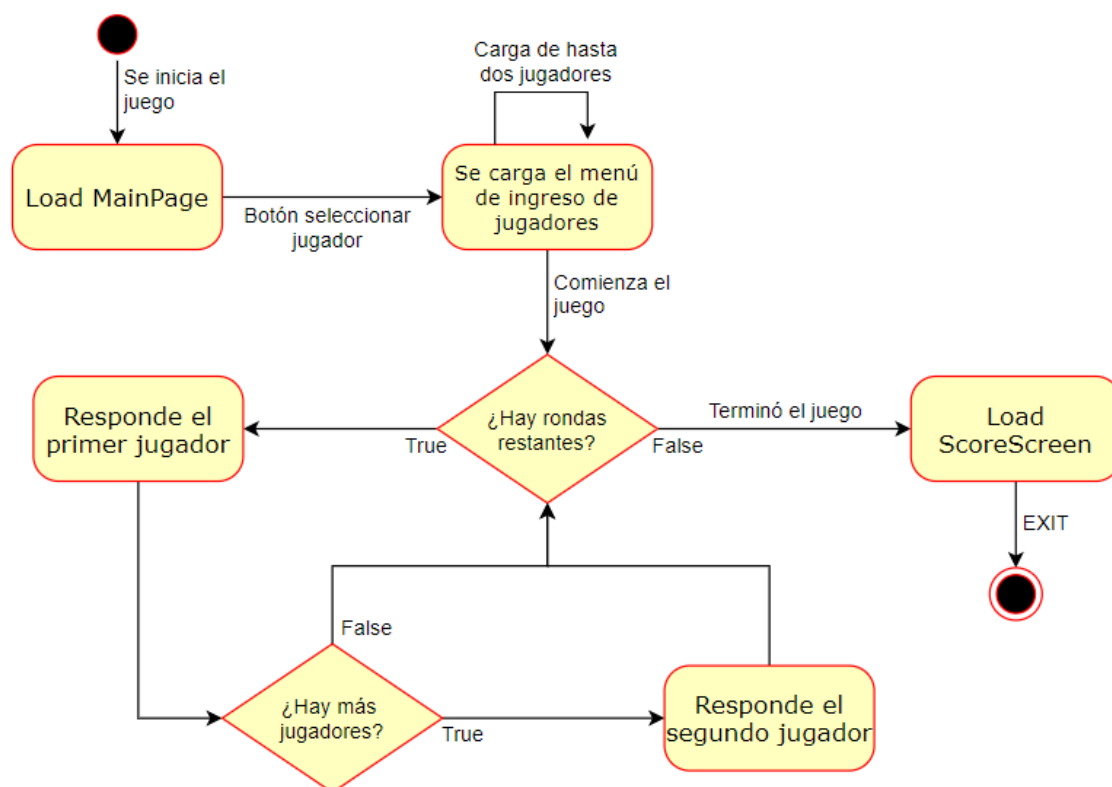 Se inicia el
juego
Carga de hasta
dos jugadores
Load MainPage
Botón seleccionar
jugador
Se carga el menú
de ingreso de
jugadores
Comienza el
juego
Responde el
primer jugador
True
¿Hay rondas
restantes?
False
Terminó el juego
Load
ScoreScreen
EXIT
False
¿Hay más
jugadores?
True
Responde el
segundo jugador